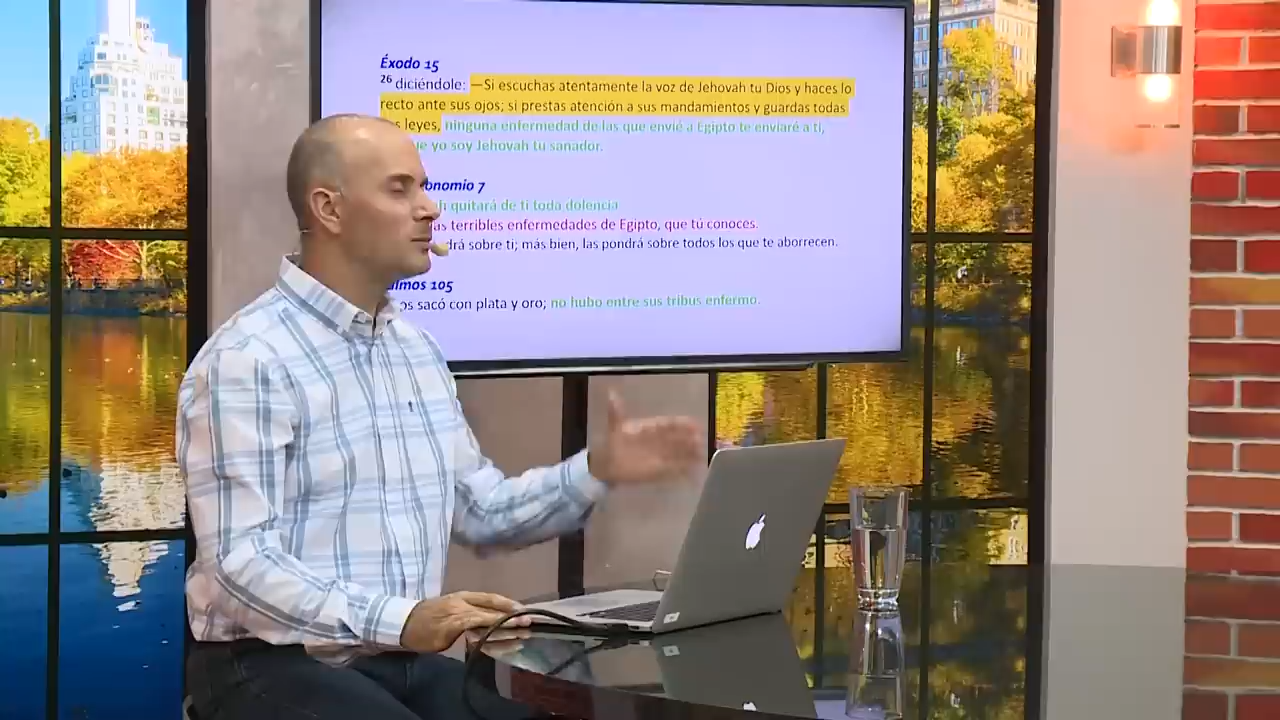 Éxodo 15
26 diciéndole: —Si escuchas atentamente la voz de Jehovah tu Dios y haces lo
recto ante sus ojos; si prestas atención a sus mandamientos y guardas todas
leyes, ninguna enfermedad de las que envié a Egipto te enviaré a ti,
yo soy Jehovah tu sanador.
7
quitará de ti toda dolencia
terribles enfermedades de Egipto, que tú conoces.
sobre ti; más bien, las pondrá sobre todos los que te aborrecen.
105
sacó con plata y oro; no hubo entre sus tribus enfermo.